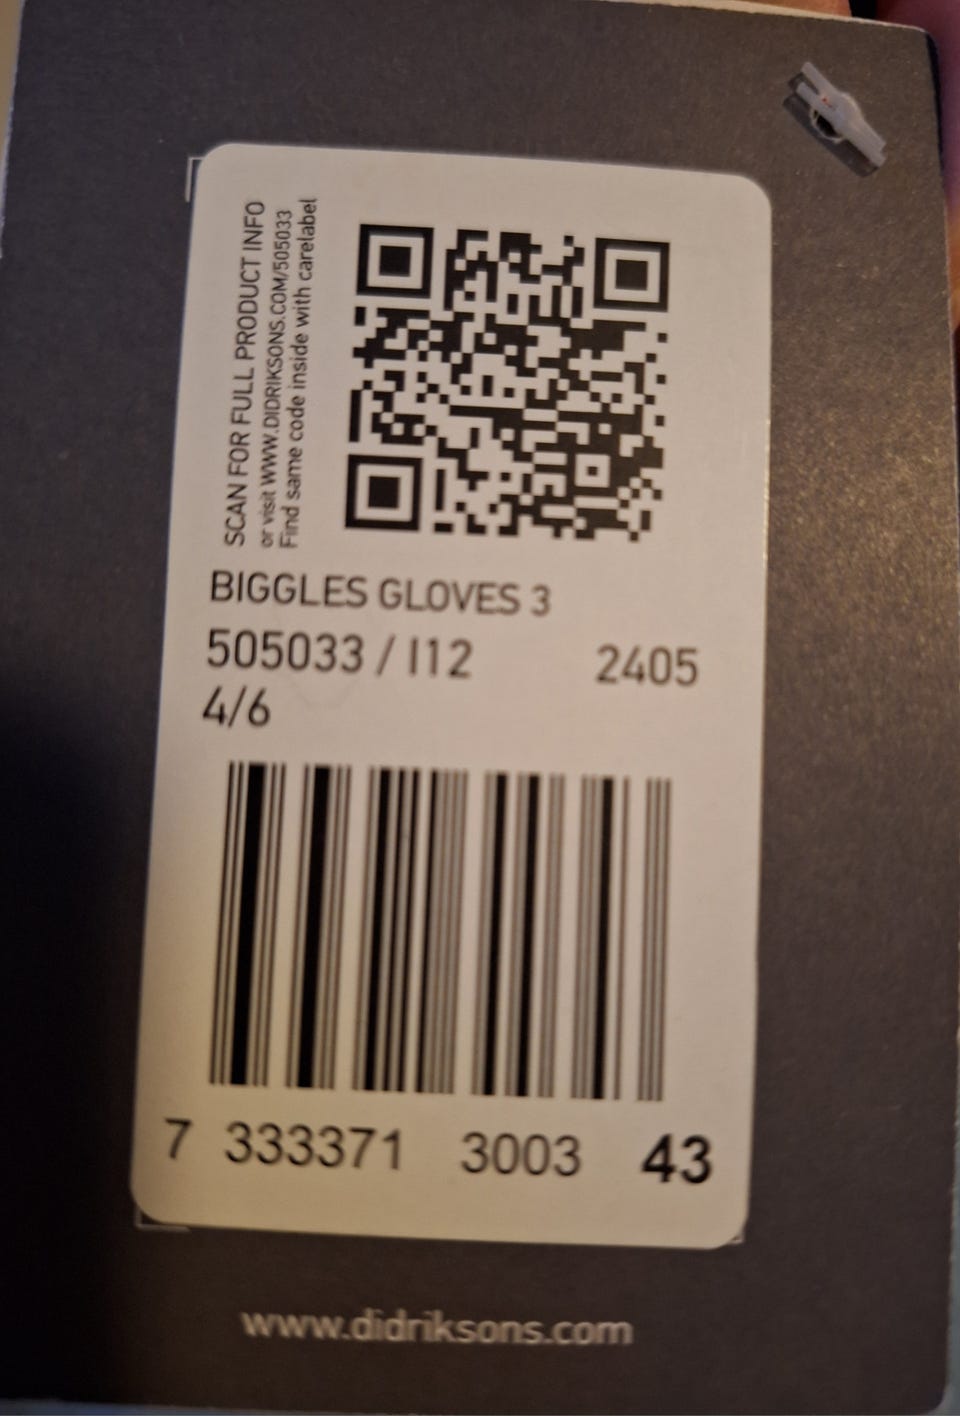 SCAN FOR FULL PRODUCT INFO
or visit WWW.DIDRIKSONS.COM/505033
Find same code inside with carelabel
BIGGLES GLOVES 3
505033 / I12 2405
4/6
7 333371 3003 43
www.didriksons.com